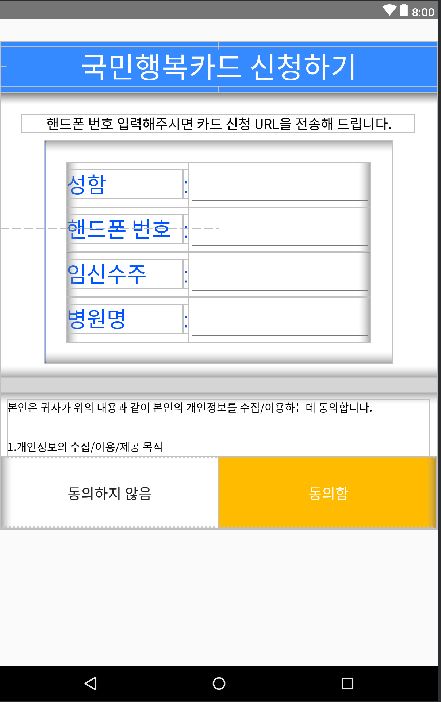 8:00
국민행복카드 신청하기
핸드폰 번호 입력해주시면 카드 신청 URL을 전송해 드립니다.
성함 :
핸드폰 번호 :
임신수주 :
병원명 :
본인은 귀사가 위의 내용과 같이 본인의 개인정보를 수집/이용하는데 동의합니다.
1.개인정보의 수집/이용/제공 목적
동의하지 않음 동의함